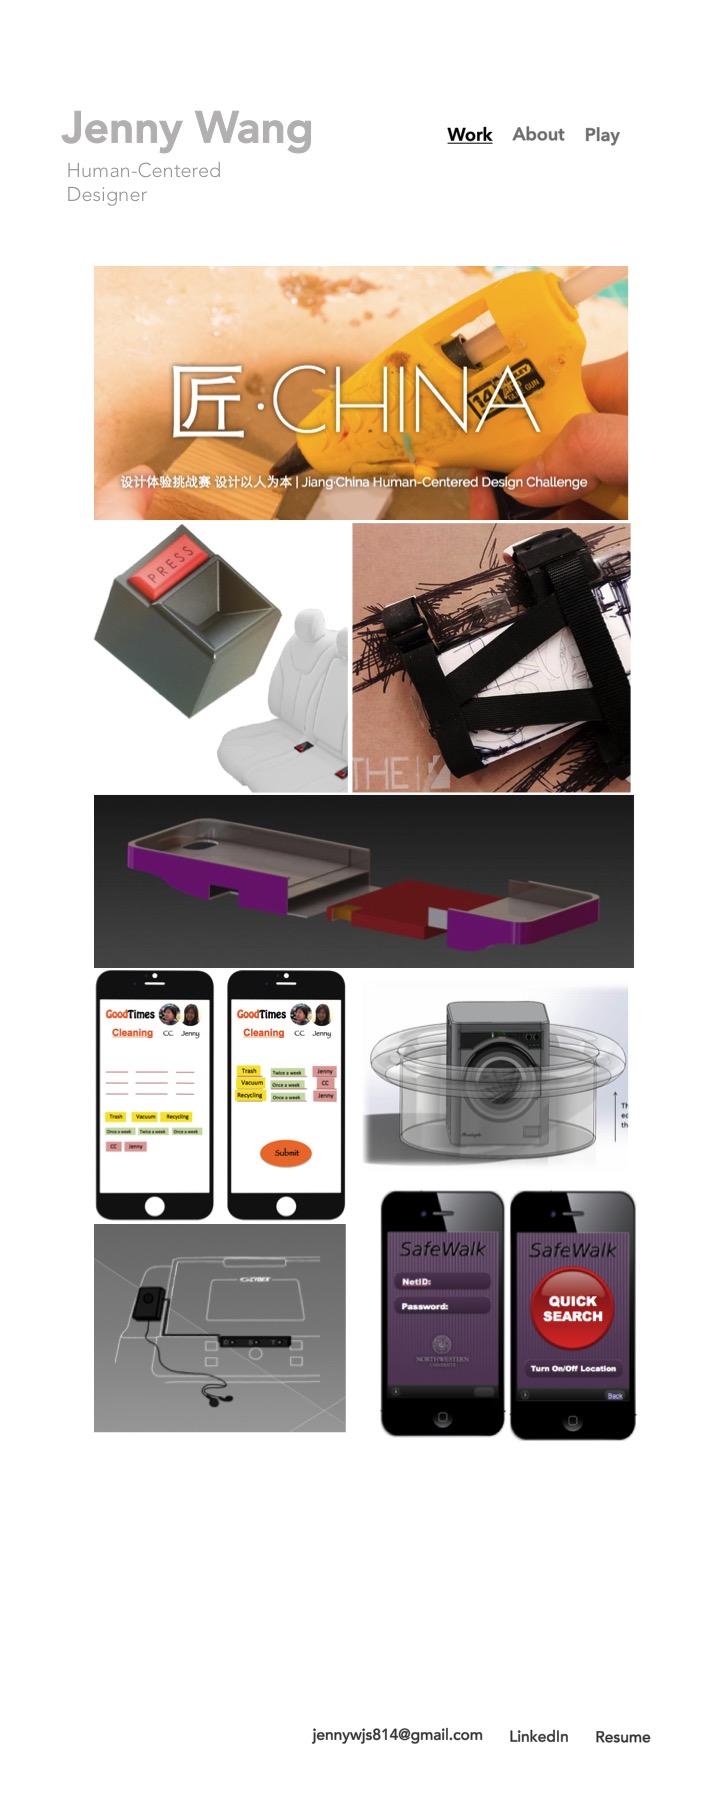 Jenny Wang
Human-Centered
Designer
Work About Play
匠·CHINA
设计体验挑战赛 设计以人为本 | Jiang·China Human-Centered Design Challenge
PRESS
THE
GoodTimes
Cleaning CC Jenny
Trash Vacuum Recycling
Once a week Twice a week Once a week
CC Jenny
GoodTimes
Cleaning CC Jenny
Trash Twice a week Jenny
Vacuum Once a week CC
Recycling Once a week Jenny
Submit
CYBEX
SafeWalk
NetID:
Password:
NORTHWESTERN
UNIVERSITY
SafeWalk
QUICK
SEARCH
Turn On/Off Location
Back
jennywjs814@gmail.com LinkedIn Resume